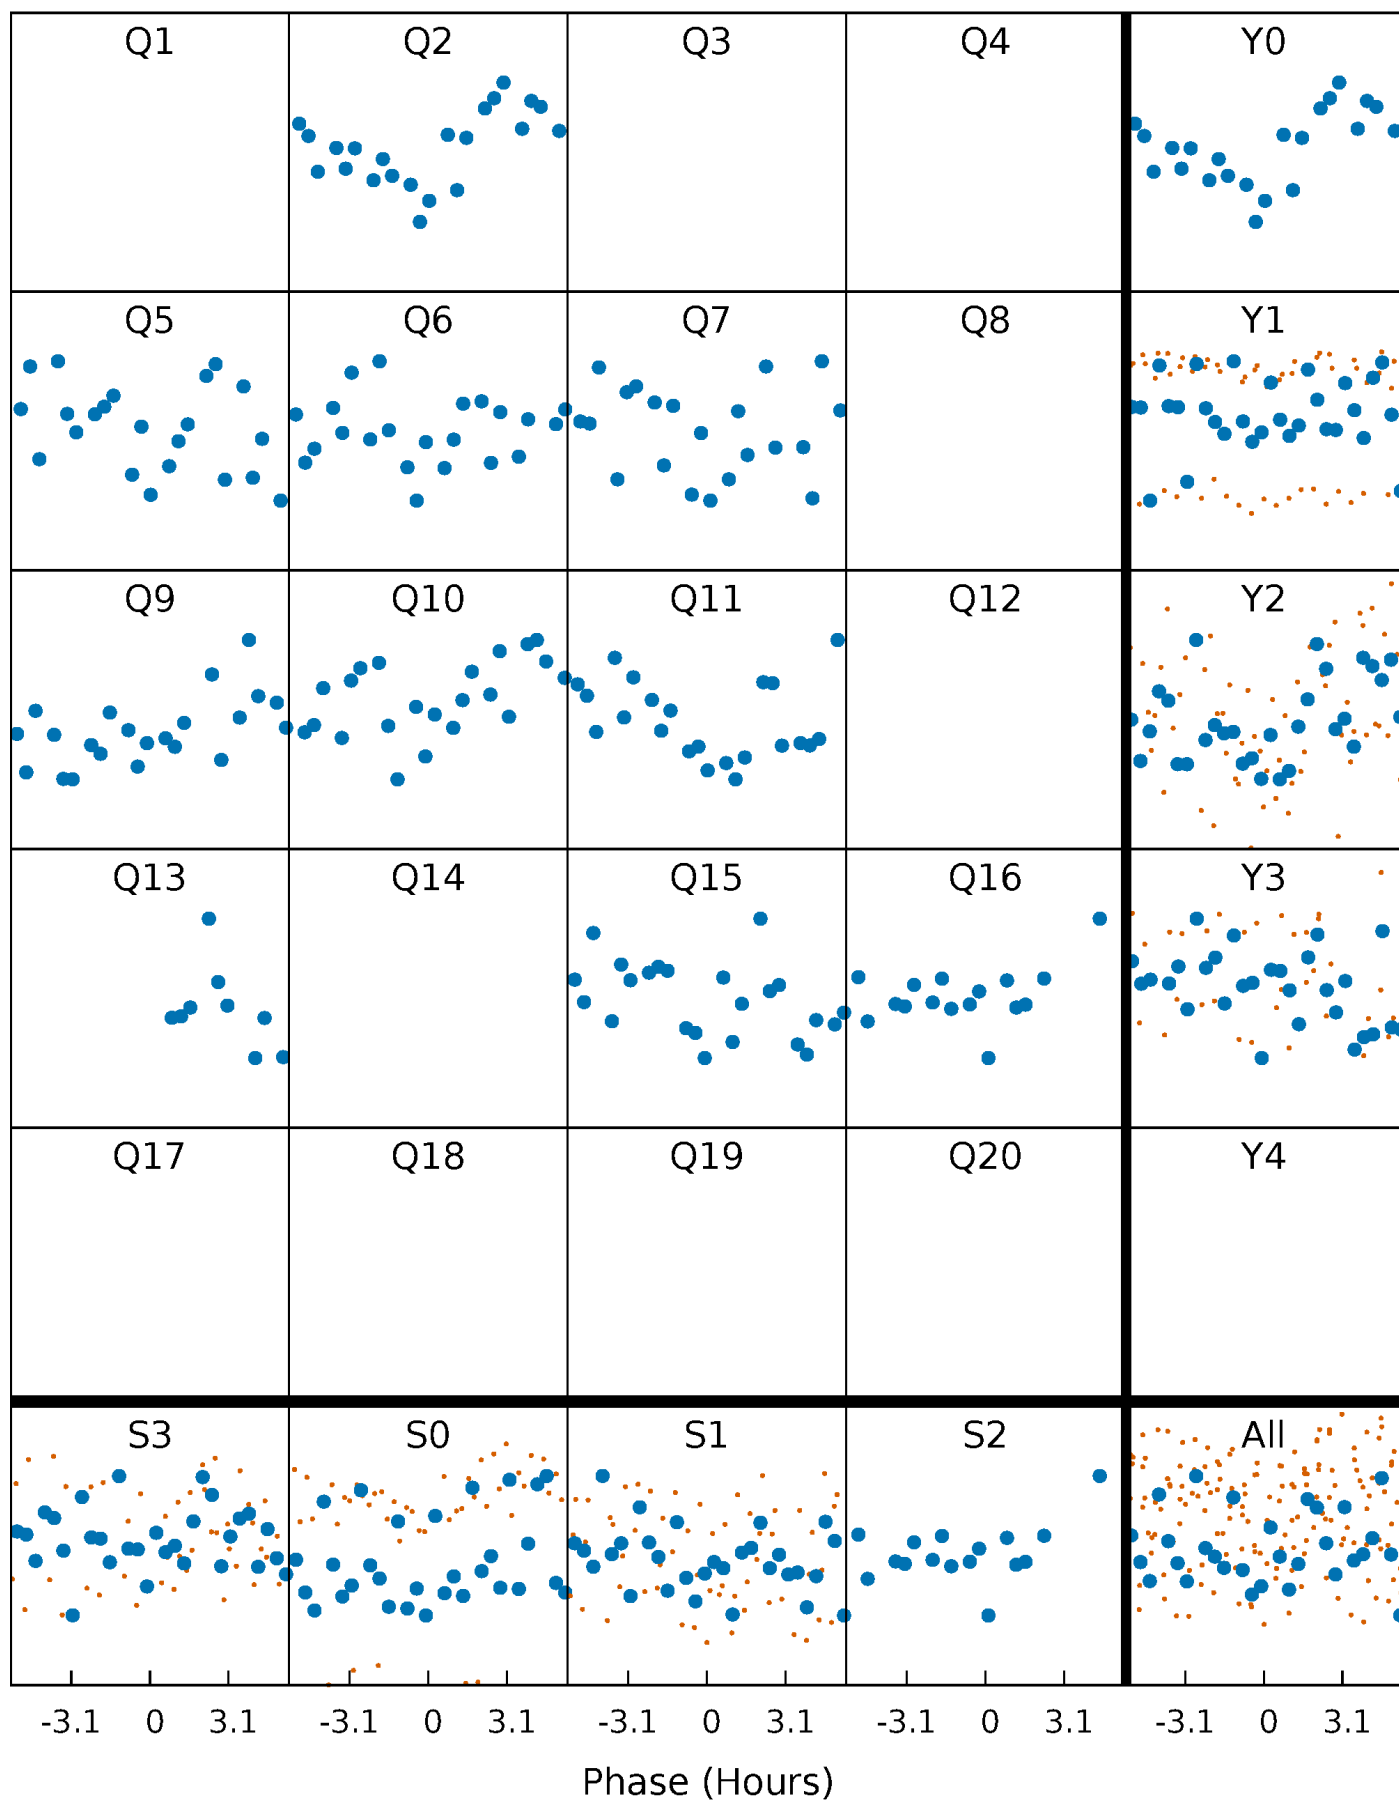 Q1 Q2 Q3 Q4 Y0
Q5 Q6 Q7 Q8 Y1
Q9 Q10 Q11 Q12 Y2
Q13 Q14 Q15 Q16 Y3
Q17 Q18 Q19 Q20 Y4
S3 S0 S1 S2 All
-3.1 0 3.1 -3.1 0 3.1 -3.1 0 3.1 -3.1 0 3.1 -3.1 0 3.1
Phase (Hours)